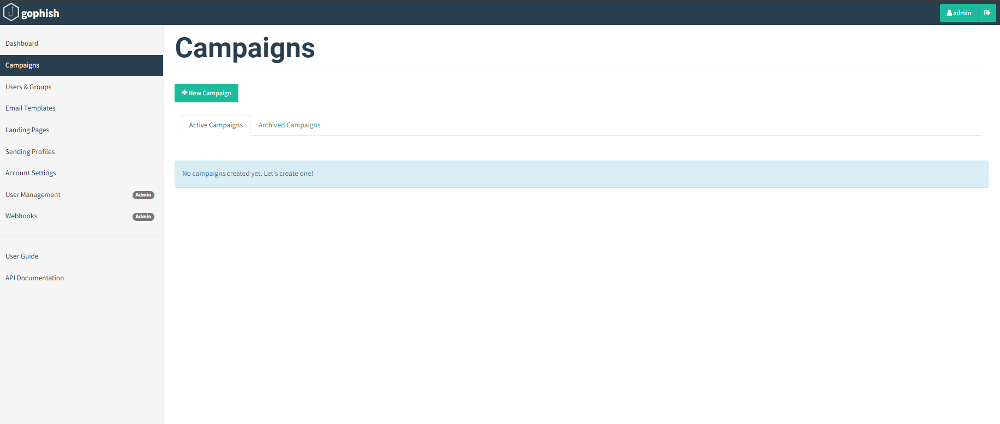 gophish
admin
Dashboard
Campaigns
Users & Groups
Email Templates
Landing Pages
Sending Profiles
Account Settings
User Management Admin
Webhooks Admin
User Guide
API Documentation
Campaigns
New Campaign
Active Campaigns Archived Campaigns
No campaigns created yet. Let's create one!